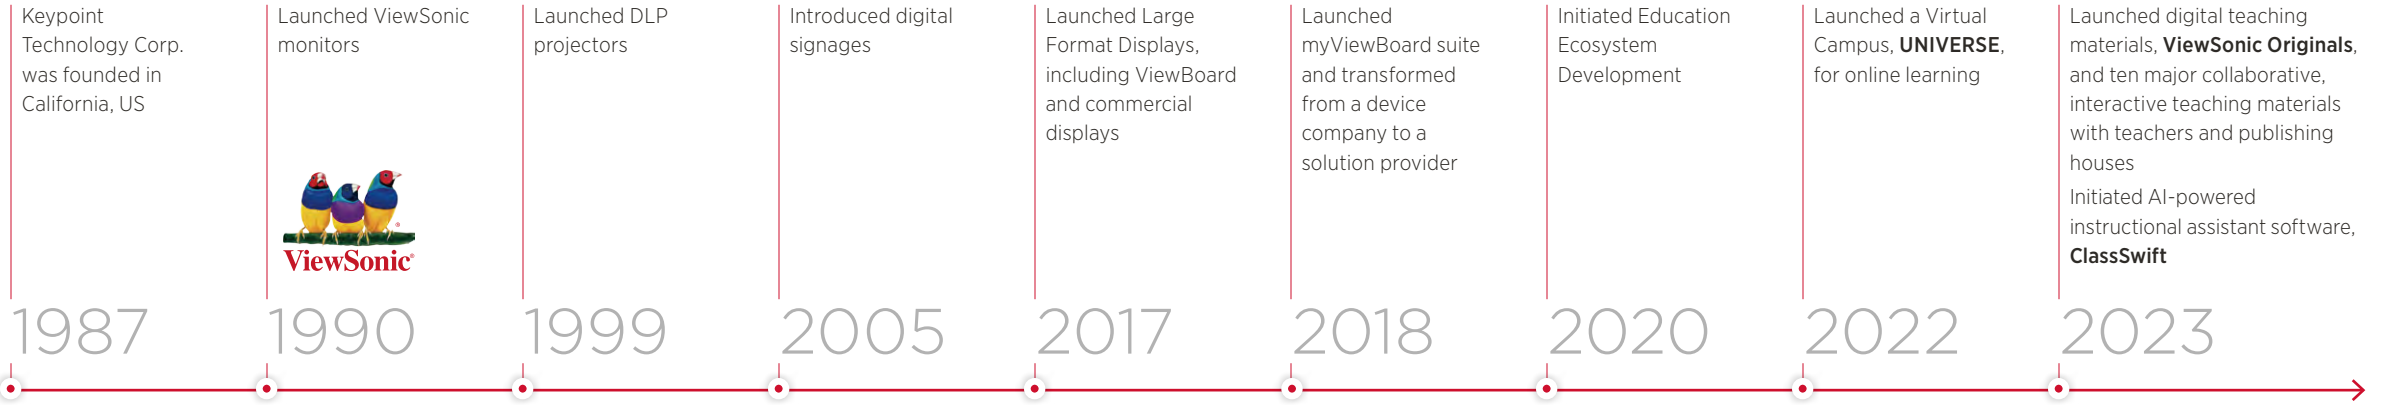 Keypoint
Technology Corp.
was founded in
California, US
1987
Launched ViewSonic
monitors
ViewSonic®
1990
Launched DLP
projectors
1999
Introduced digital
signages
2005
Launched Large
Format Displays,
including ViewBoard
and commercial
displays
2017
Launched
myViewBoard suite
and transformed
from a device
company to a
solution provider
2018
Initiated Education
Ecosystem
Development
2020
Launched a Virtual
Campus, UNIVERSE,
for online learning
2022
Launched digital teaching
materials, ViewSonic Originals,
and ten major collaborative,
interactive teaching materials
with teachers and publishing
houses
Initiated AI-powered
instructional assistant software,
ClassSwift
2023